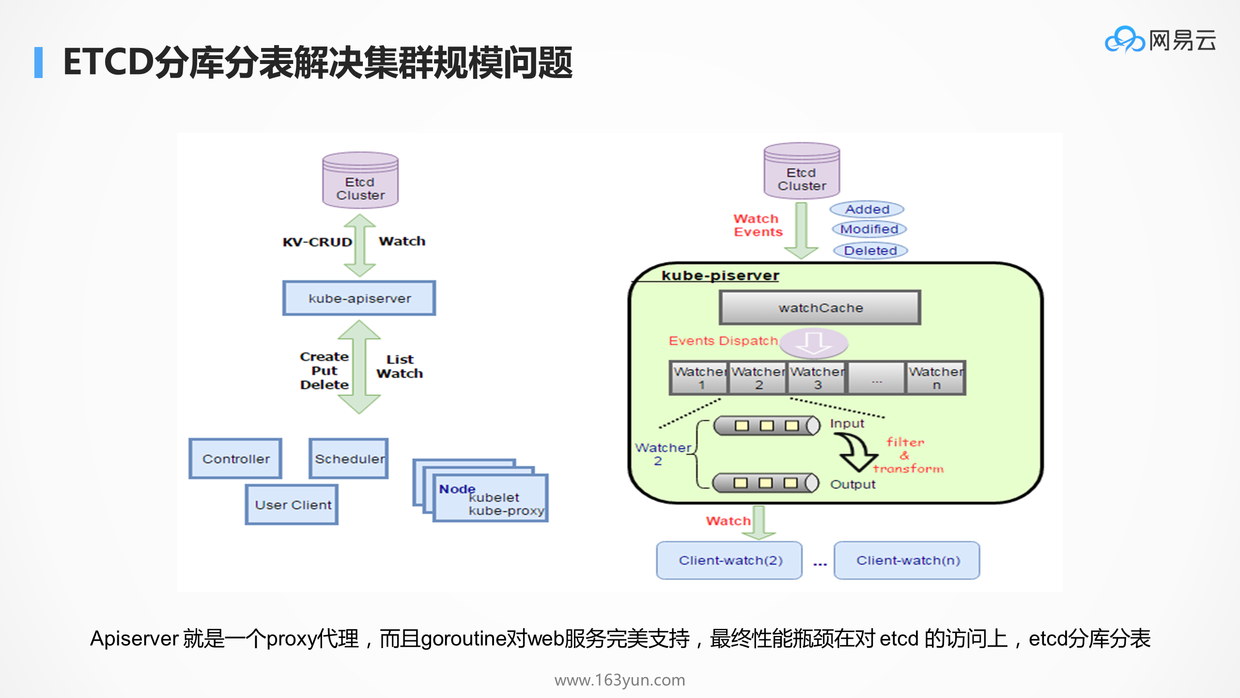 ETCD分库分表解决集群规模问题
网易云
Etcd
Cluster
KV-CRUD
Watch
kube-apiserver
Create
Put
Delete
List
Watch
Controller
Scheduler
User Client
Node
kubelet
kube-proxy
Etcd
Cluster
Watch
Events
Added
Modified
Deleted
kube-piserver
watchCache
Events Dispatch
Watcher
1
Watcher
2
Watcher
3
...
Watcher
n
Watcher
2
Input
filter
&
transform
Output
Watch
Client-watch(2)
...
Client-watch(n)
Apiserver 就是一个proxy代理，而且goroutine对web服务完美支持，最终性能瓶颈在对 etcd 的访问上，etcd分库分表
www.163yun.com